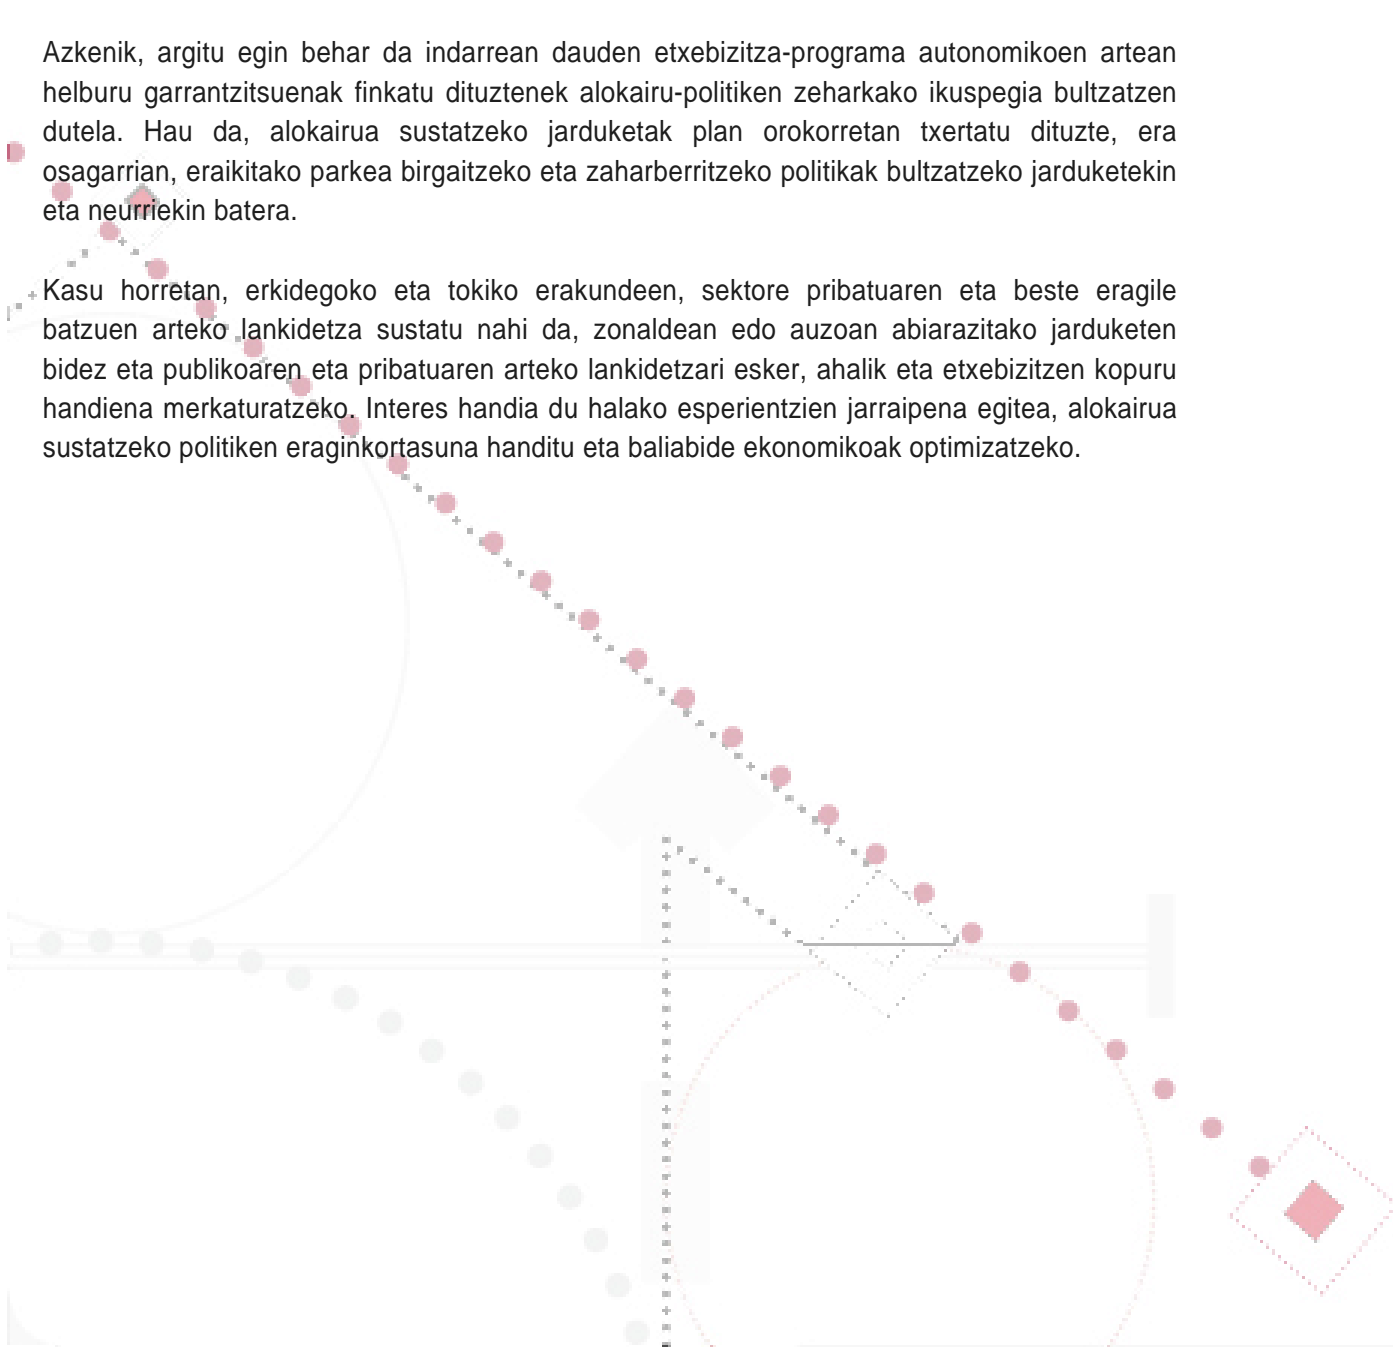 Azkenik, argitu egin behar da indarrean dauden etxebizitza-programa autonomikoen artean
helburu garrantzitsuenak finkatu dituztenek alokairu-politiken zeharkako ikuspegia bultzatzen
dutela. Hau da, alokairua sustatzeko jarduketak plan orokorretan txertatu dituzte, era
osagarrian, eraikitako parkea birgaitzeko eta zaharberritzeko politikak bultzatzeko jarduketekin
eta neurriekin batera.
Kasu horretan, erkidegoko eta tokiko erakundeen, sektore pribatuaren eta beste eragile
batzuen arteko lankidetza sustatu nahi da, zonaldean edo auzoan abiarazitako jarduketen
bidez eta publikoaren eta pribatuaren arteko lankidetzari esker, ahalik eta etxebizitzen kopuru
handiena merkaturatzeko. Interes handia du halako esperientzien jarraipena egitea, alokairua
sustatzeko politiken eraginkortasuna handitu eta baliabide ekonomikoak optimizatzeko.